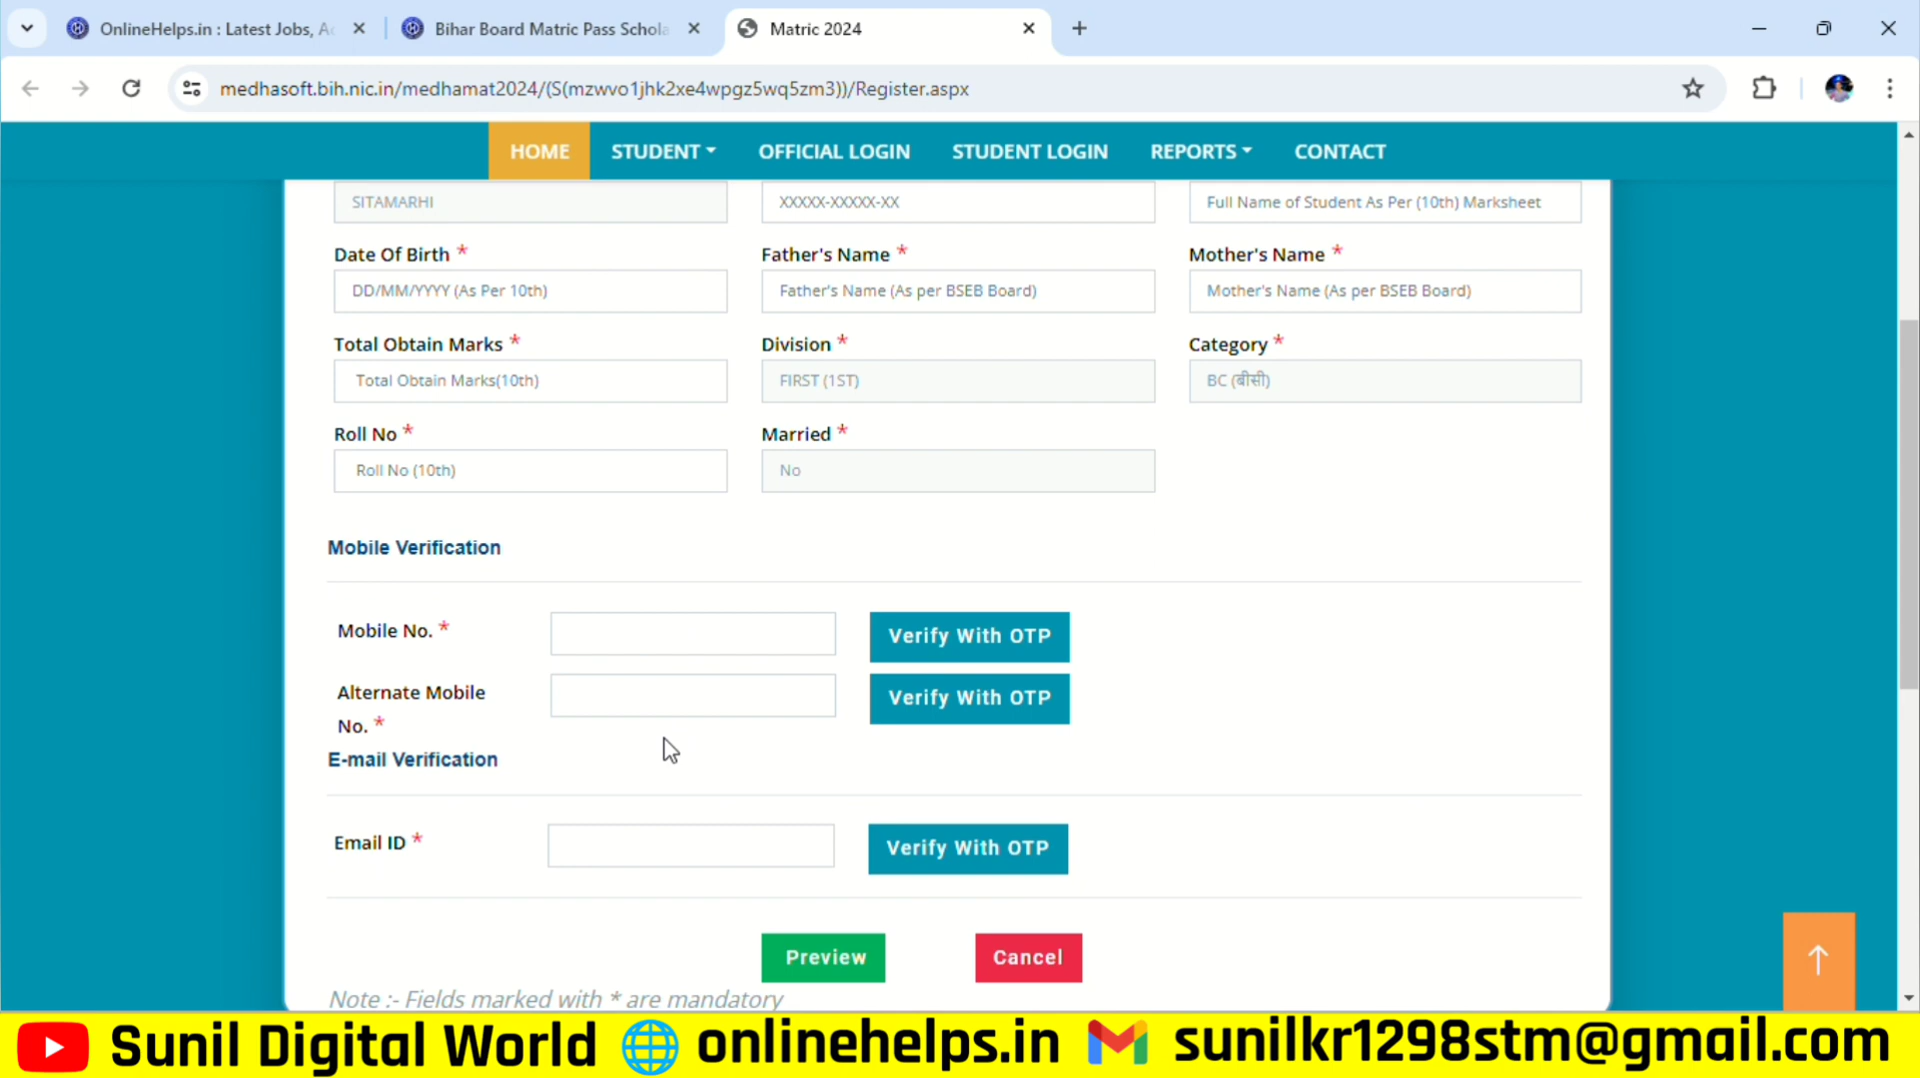 OnlineHelps.in : Latest Jobs, A
Bihar Board Matric Pass Schola
Matric 2024
medhasoft.bih.nic.in/medhamat2024/(S(mzwvo1jhk2xe4wpgz5wq5zm3))/Register.aspx
HOME STUDENT OFFICIAL LOGIN STUDENT LOGIN REPORTS CONTACT
SITAMARHI XXXXX-XXXXX-XX Full Name of Student As Per (10th) Marksheet
Date Of Birth * Father's Name * Mother's Name *
DD/MM/YYYY (As Per 10th) Father's Name (As per BSEB Board) Mother's Name (As per BSEB Board)
Total Obtain Marks * Division * Category *
Total Obtain Marks(10th) FIRST (1ST) BC (बीसी)
Roll No * Married *
Roll No (10th) No
Mobile Verification
Mobile No. * Verify With OTP
Alternate Mobile Verify With OTP
No. *
E-mail Verification
Email ID * Verify With OTP
Preview Cancel
Note :- Fields marked with * are mandatory
Sunil Digital World onlinehelps.in sunilkr1298stm@gmail.com